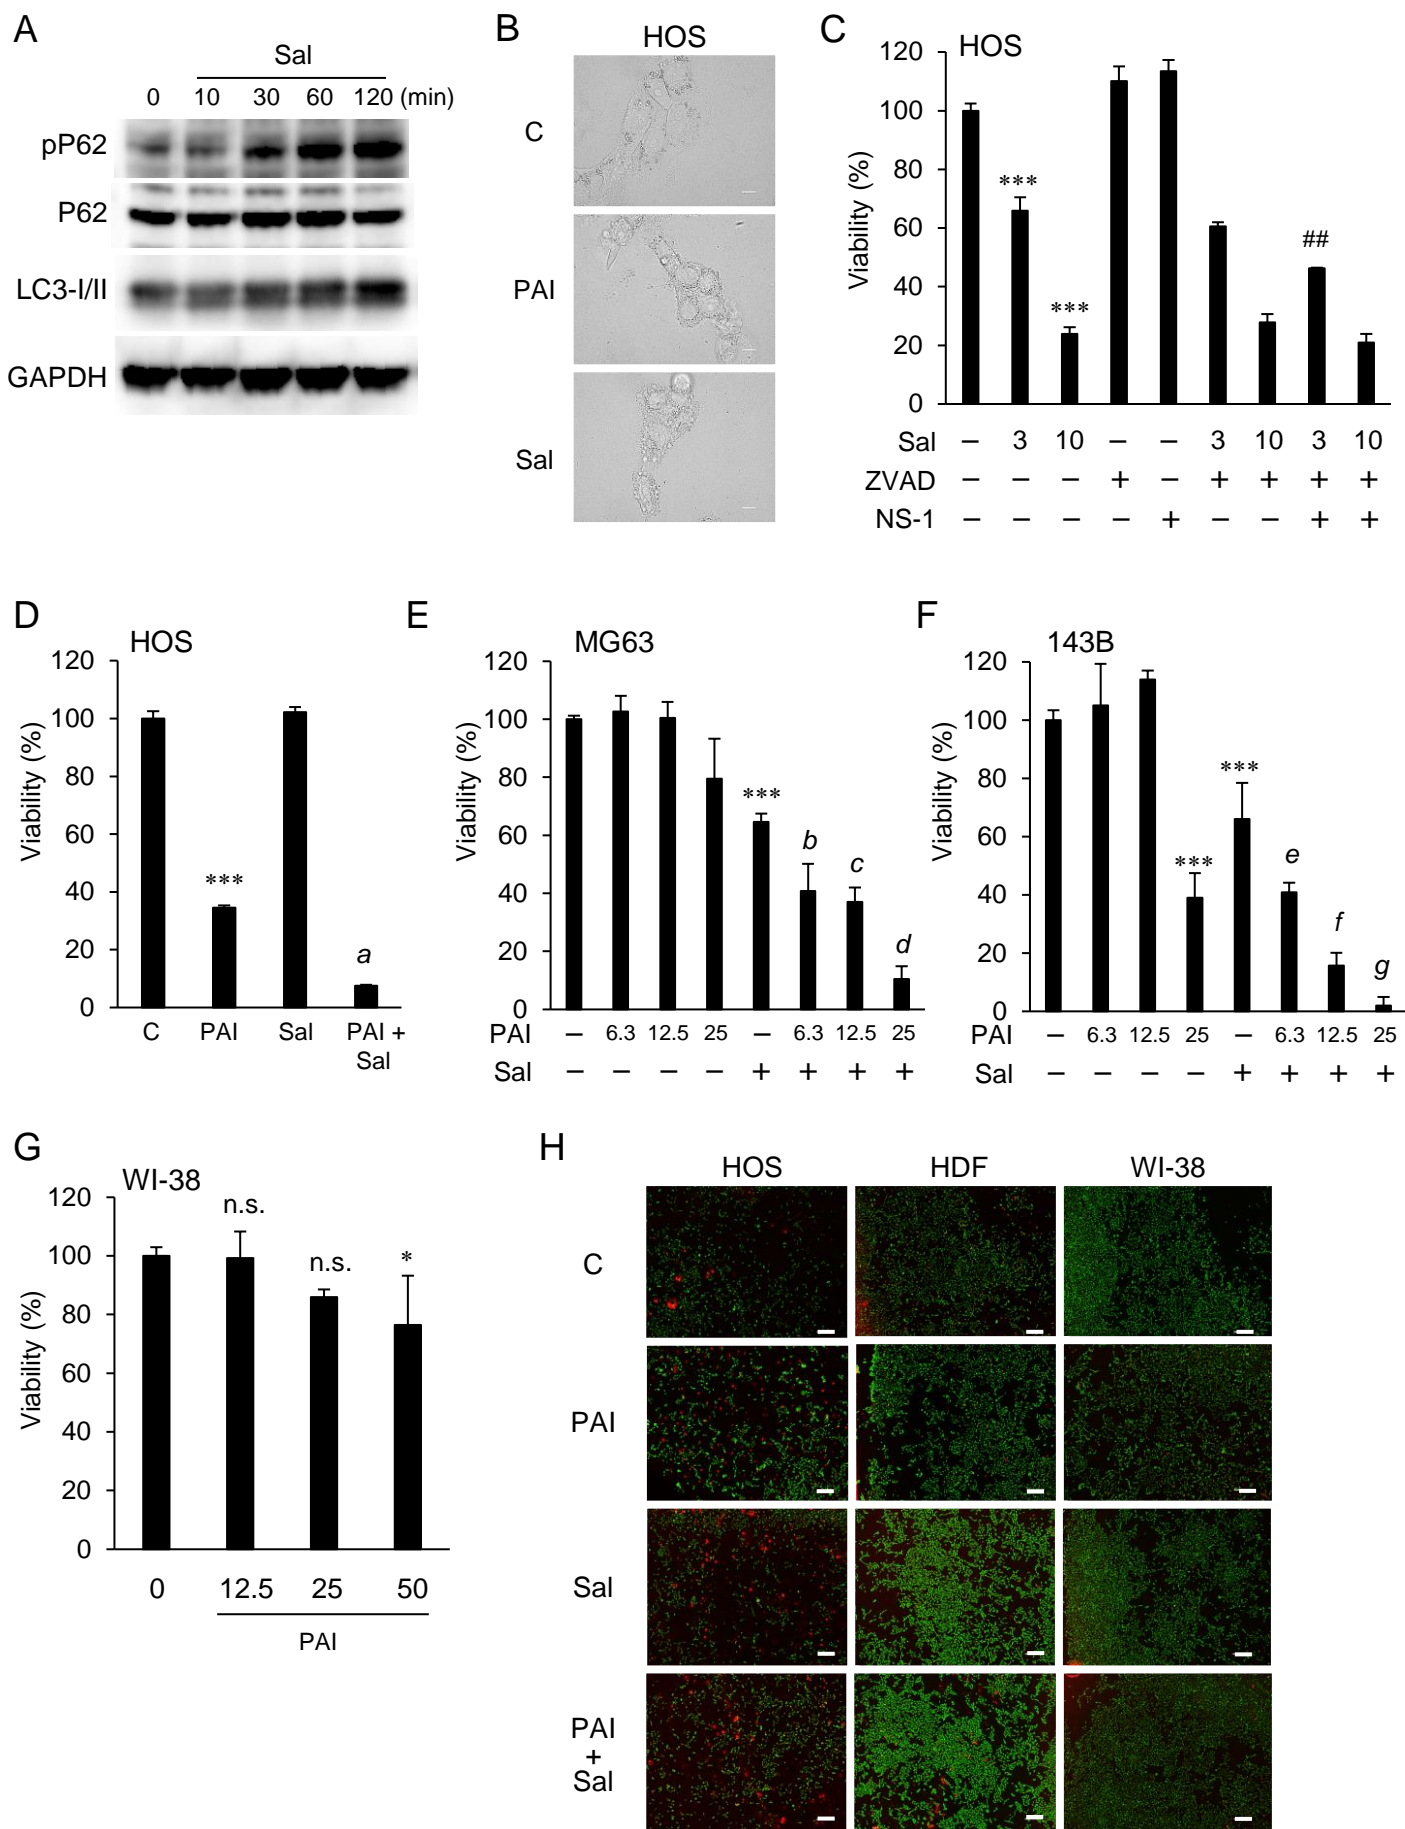 A
Sal
0 10 30 60 120 (min)
pP62
P62
LC3-I/II
GAPDH
B
HOS
C
PAI
Sal
C
HOS
Viability (%)
120
100
80
60
40
20
0
***
***
##
Sal – 3 10 – – 3 10 3 10
ZVAD – – – + – + + + +
NS-1 – – – – + – – + +
D
HOS
Viability (%)
120
100
80
60
40
20
0
***
a
C PAI Sal PAI +
Sal
E
MG63
Viability (%)
120
100
80
60
40
20
0
***
b
c
d
PAI – 6.3 12.5 25 – 6.3 12.5 25
Sal – – – – + + + +
F
143B
Viability (%)
120
100
80
60
40
20
0
***
***
e
f
g
PAI – 6.3 12.5 25 – 6.3 12.5 25
Sal – – – – + + + +
G
WI-38
Viability (%)
120
100
80
60
40
20
0
n.s.
n.s.
*
0 12.5 25 50
PAI
H
HOS HDF WI-38
C
PAI
Sal
PAI
+
Sal